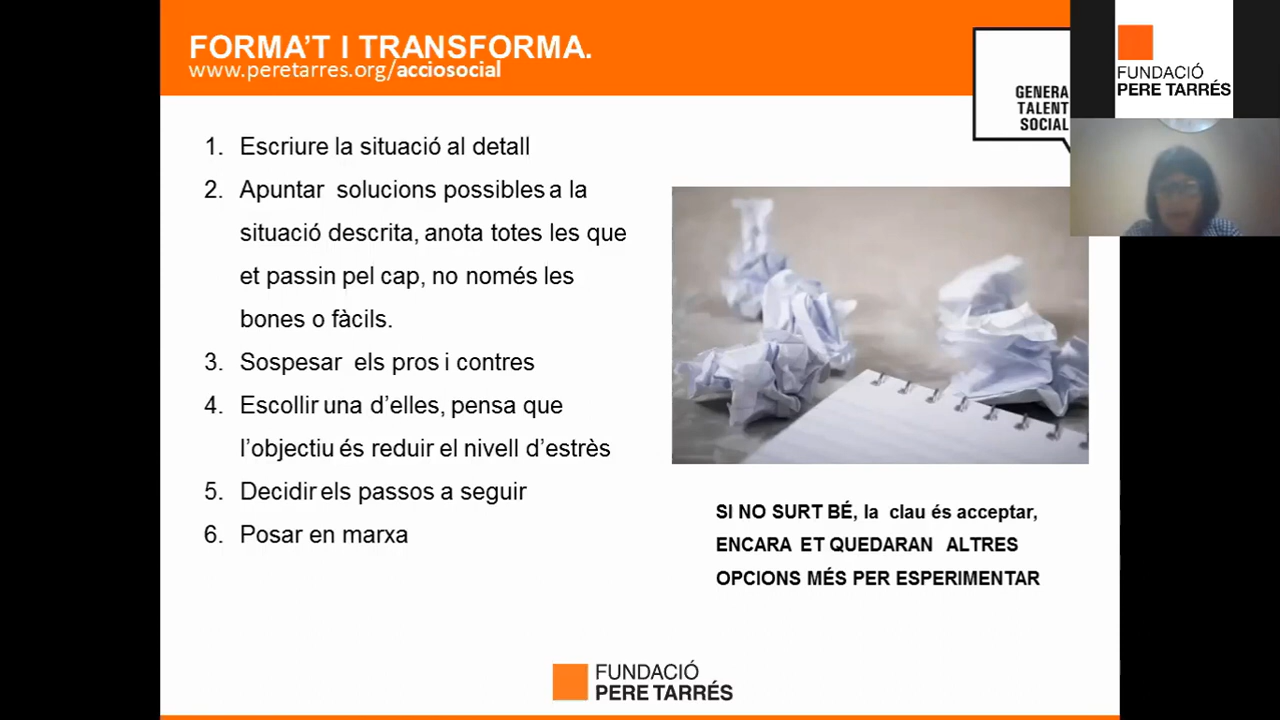 FORMA'T I TRANSFORMA.
www.peretarres.org/acciosocial
GENERA
TALENT
SOCIAL
FUNDACIÓ
PERE TARRÉS
1. Escriure la situació al detall
2. Apuntar solucions possibles a la
situació descrita, anota totes les que
et passin pel cap, no només les
bones o fàcils.
3. Sospesar els pros i contres
4. Escollir una d'elles, pensa que
l'objectiu és reduir el nivell d'estrès
5. Decidir els passos a seguir
6. Posar en marxa
SI NO SURT BÉ, la clau és acceptar,
ENCARA ET QUEDARAN ALTRES
OPCIONS MÉS PER ESPERIMENTAR
FUNDACIÓ
PERE TARRÉS